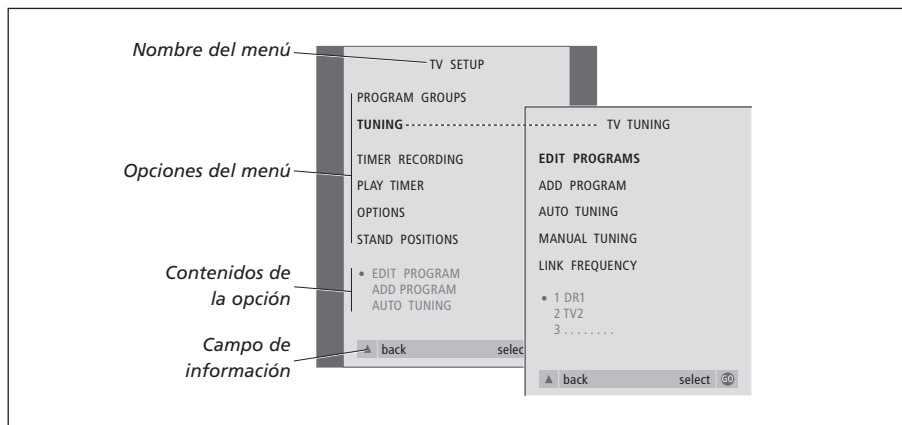 Nombre del menú
Opciones del menú
Contenidos de
la opción
Campo de
información
TV SETUP
PROGRAM GROUPS
TUNING
TIMER RECORDING
PLAY TIMER
OPTIONS
STAND POSITIONS
• EDIT PROGRAM
ADD PROGRAM
AUTO TUNING
▲ back selec
TV TUNING
EDIT PROGRAMS
ADD PROGRAM
AUTO TUNING
MANUAL TUNING
LINK FREQUENCY
• 1 DR1
2 TV2
3 . . . . . . . .
▲ back select GO